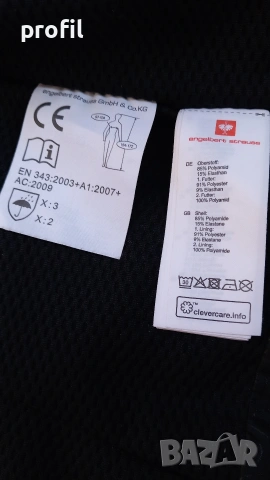 profil
engelbert strauss GmbH & Co.KG
CE
EN 343:2003+A1:2007+
AC:2009
X:3
X:2
engelbert strauss
DE Oberstoff:
85% Polyamid
15% Elasthan
1. Futter:
91% Polyester
9% Elasthan
2. Futter:
100% Polyamid
GB Shell:
85% Polyamide
15% Elastane
1. Lining:
91% Polyester
9% Elastane
2. Lining:
100% Polyamide
30
clevercare.info
BAZAR